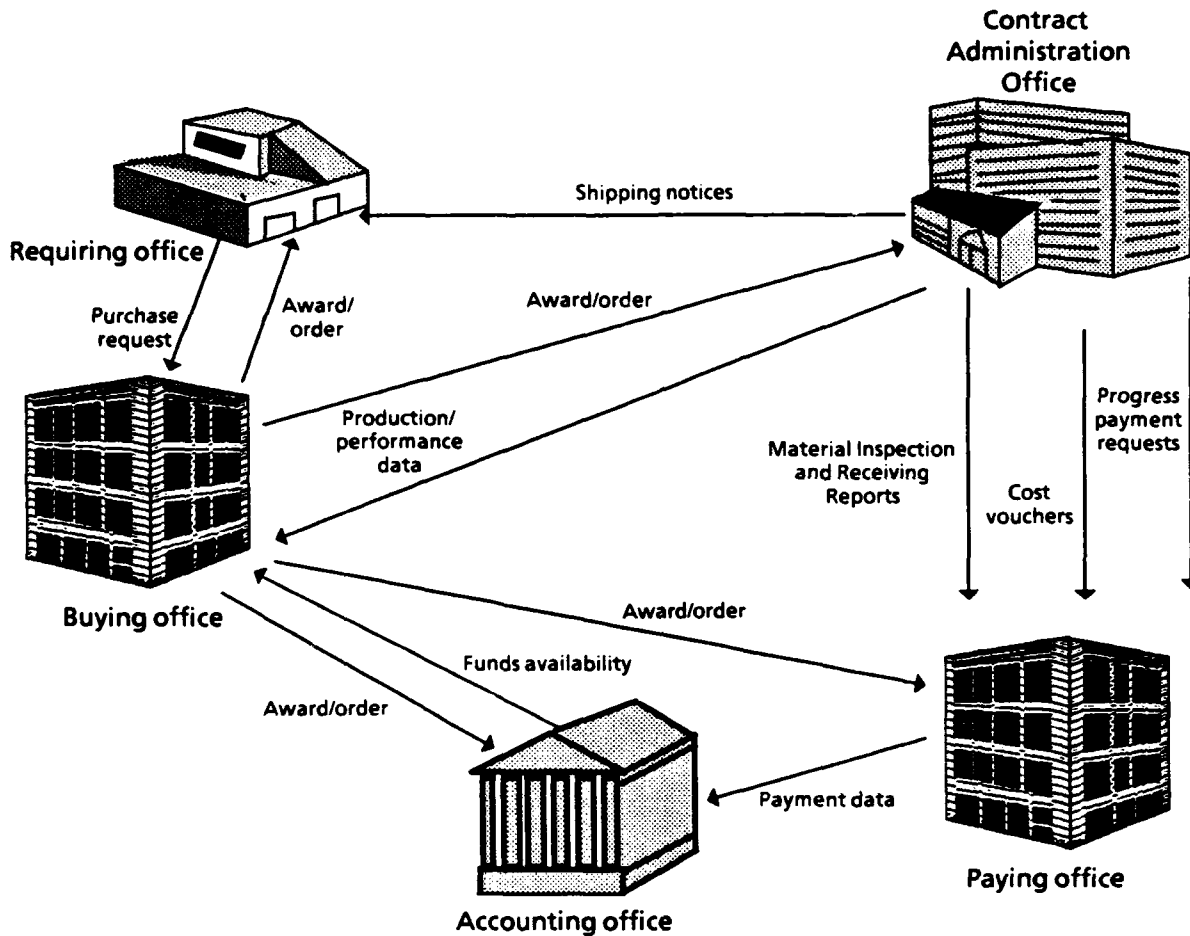 Contract
Administration
Office
Shipping notices
Requiring office
Purchase
request
Award/
order
Award/order
Production/
performance
data
Material Inspection
and Receiving
Reports
Cost
vouchers
Progress
payment
requests
Buying office
Award/order
Funds availability
Award/order
Payment data
Paying office
Accounting office